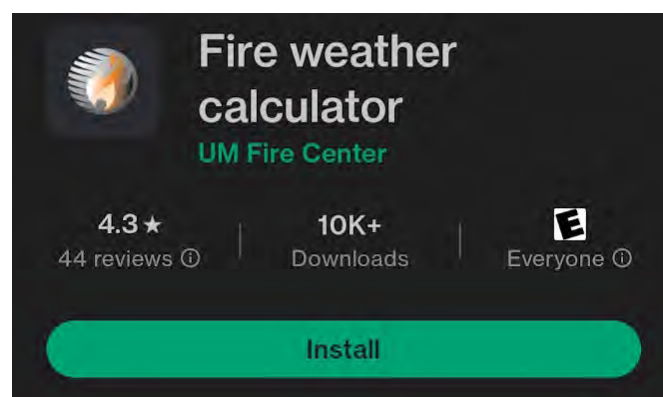 Fire weather
calculator
UM Fire Center
4.3★
10K+
E
44 reviews ⓘ
Downloads
Everyone ⓘ
Install